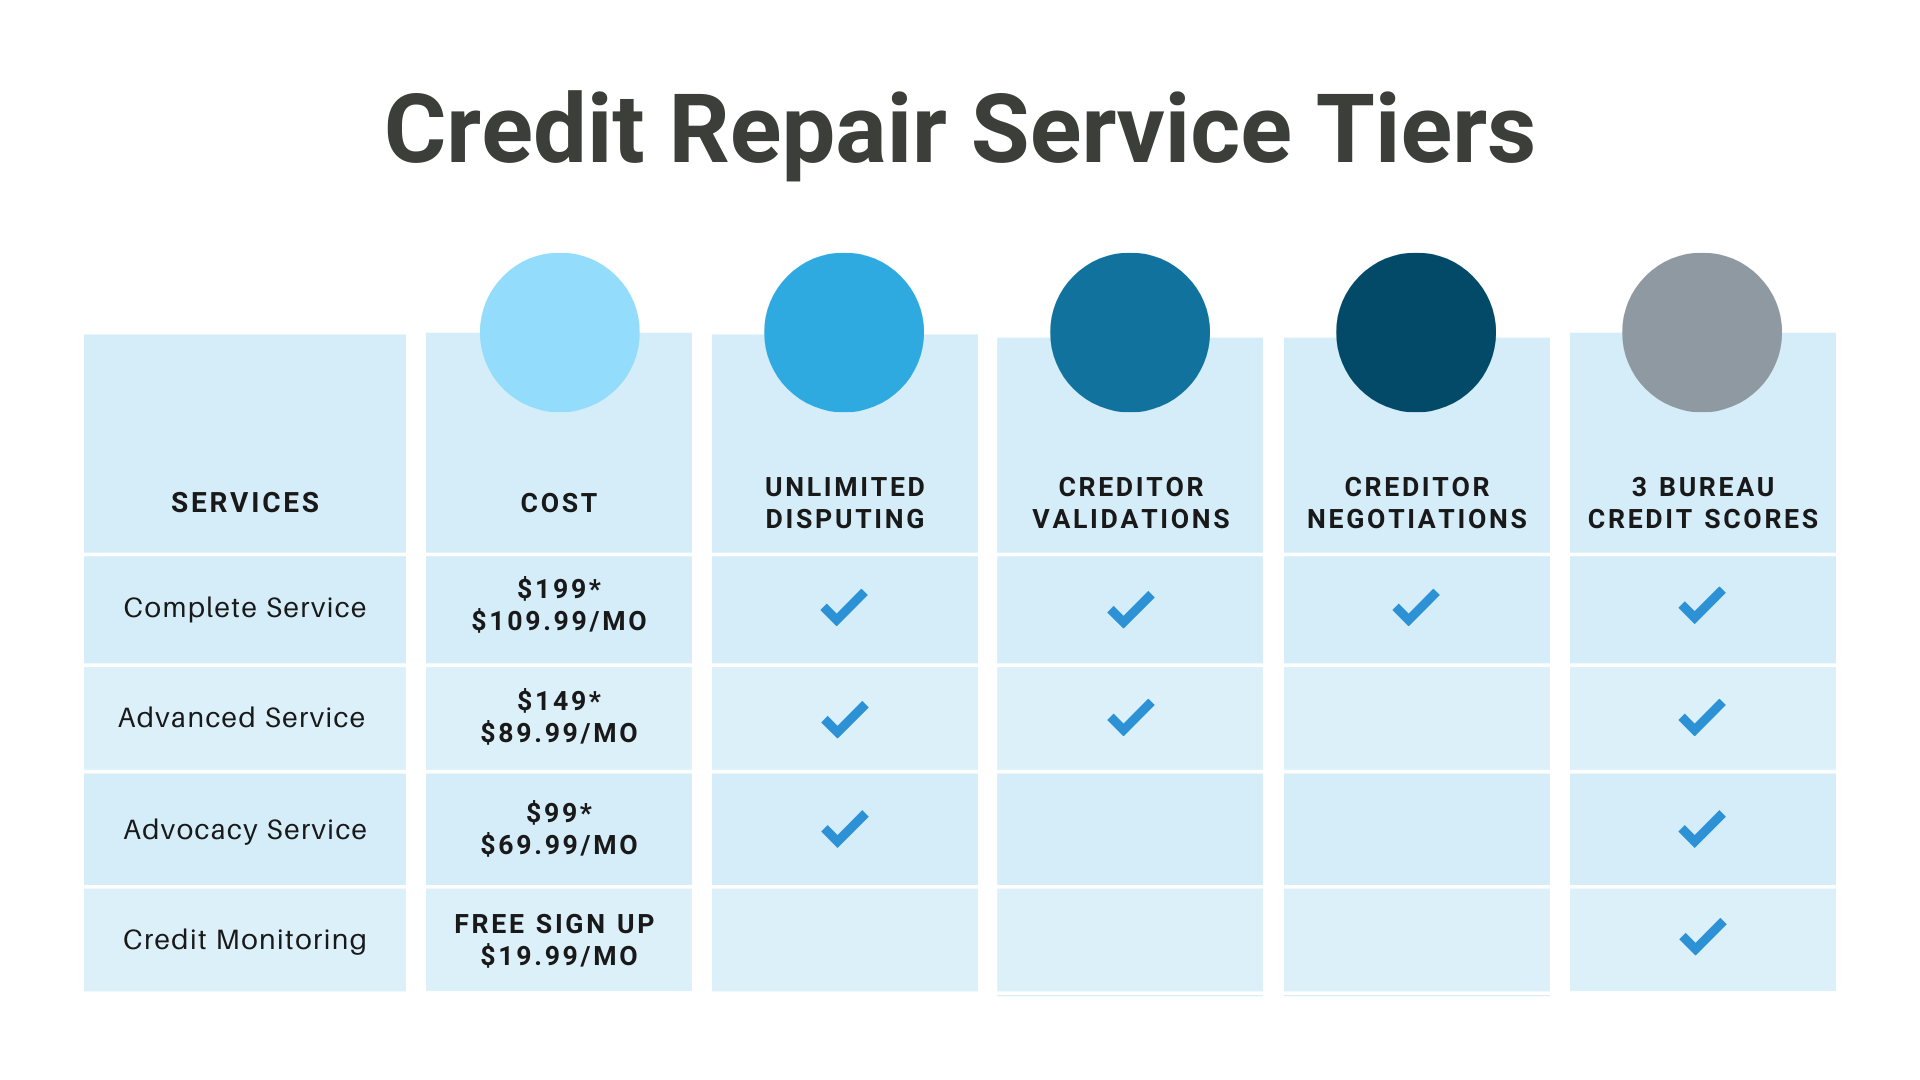 Credit Repair Service Tiers
SERVICES
COST
UNLIMITED
DISPUTING
CREDITOR
VALIDATIONS
CREDITOR
NEGOTIATIONS
3 BUREAU
CREDIT SCORES
Complete Service
$199*
$109.99/MO
Advanced Service
$149*
$89.99/MO
Advocacy Service
$99*
$69.99/MO
Credit Monitoring
FREE SIGN UP
$19.99/MO